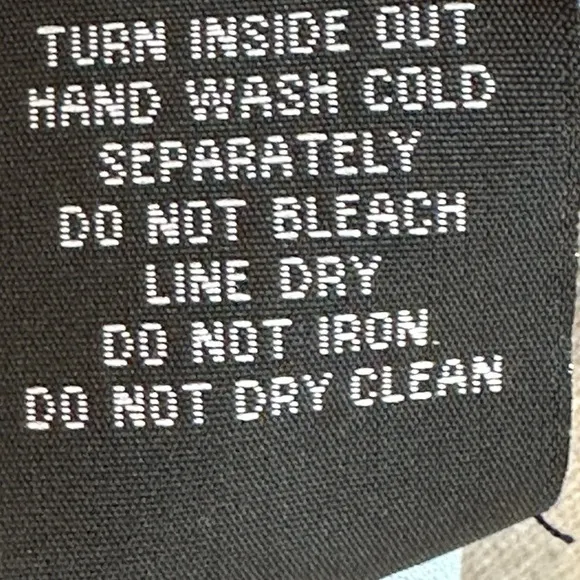 TURN INSIDE OUT
HAND WASH COLD
SEPARATELY
DO NOT BLEACH
LINE DRY
DO NOT IRON.
DO NOT DRY CLEAN